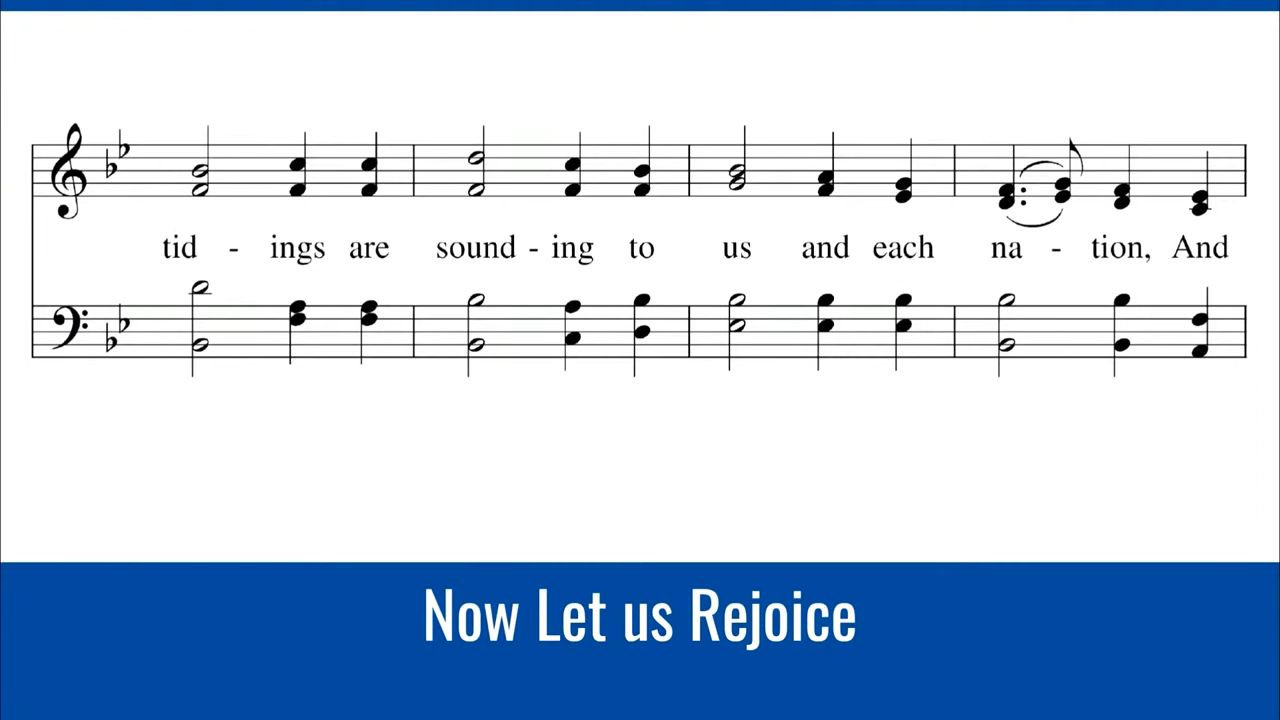 tid - ings are sound - ing to us and each na - tion, And
Now Let us Rejoice